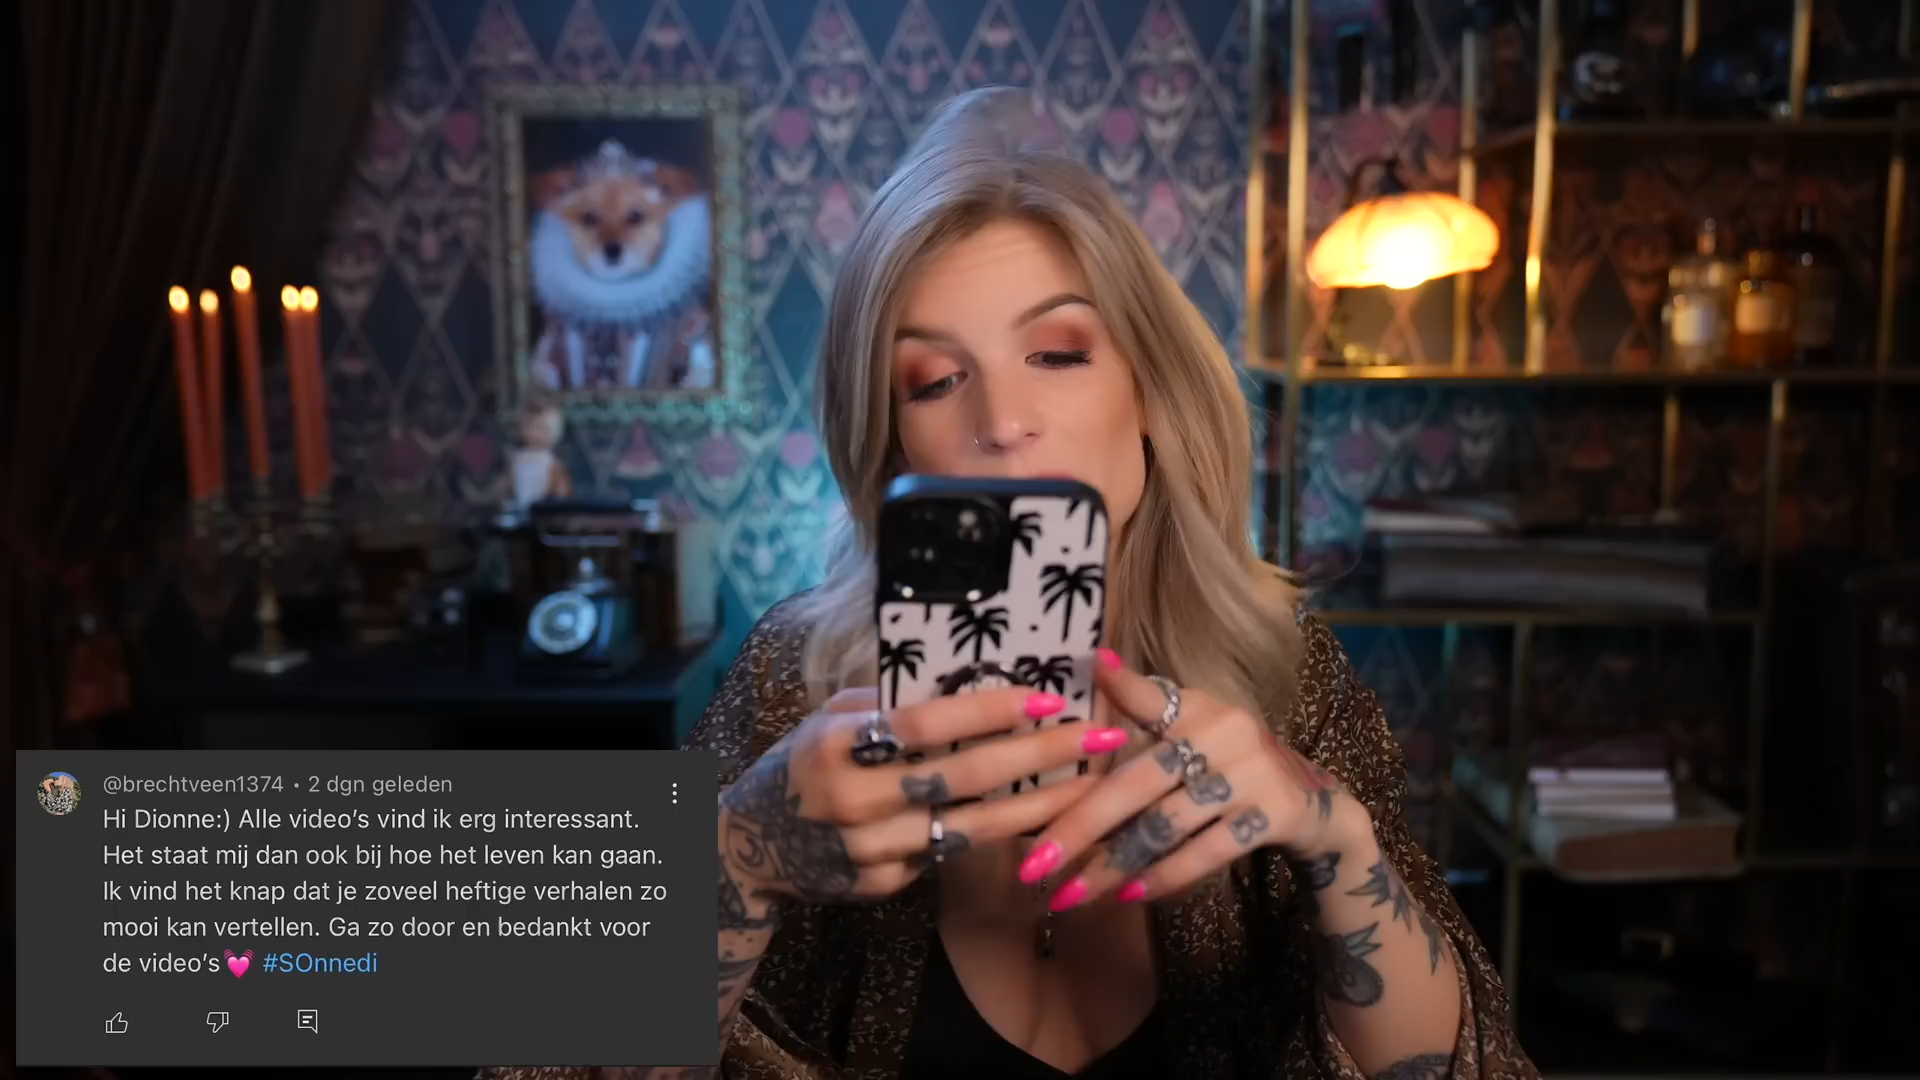 @brechtveen1374 • 2 dgn geleden
Hi Dionne:) Alle video's vind ik erg interessant.
Het staat mij dan ook bij hoe het leven kan gaan.
Ik vind het knap dat je zoveel heftige verhalen zo
mooi kan vertellen. Ga zo door en bedankt voor
de video's💓 #SOnnedi